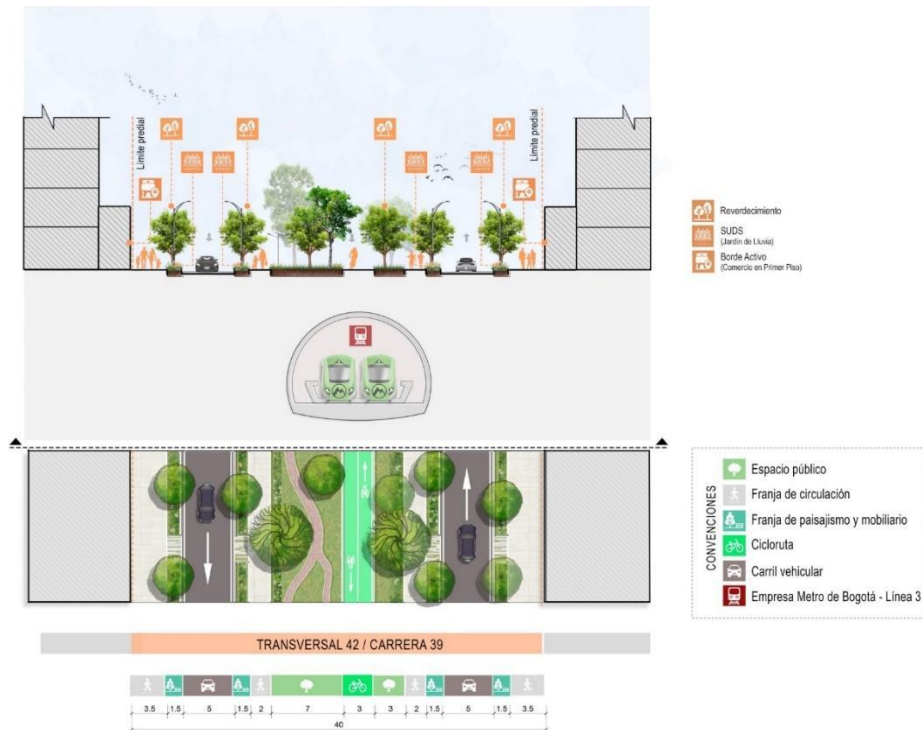 Límite predial
Límite predial
Reverdecimiento
SUDS
(Jardín de Lluvia)
Borde Activo
(Comercio en Primer Piso)
CONVENCIONES
Espacio público
Franja de circulación
Franja de paisajismo y mobiliario
Cicloruta
Carril vehicular
Empresa Metro de Bogotá - Línea 3
TRANSVERSAL 42 / CARRERA 39
3.5 1.5 5 1.5 2 7 3 3 2 1.5 5 1.5 3.5
40